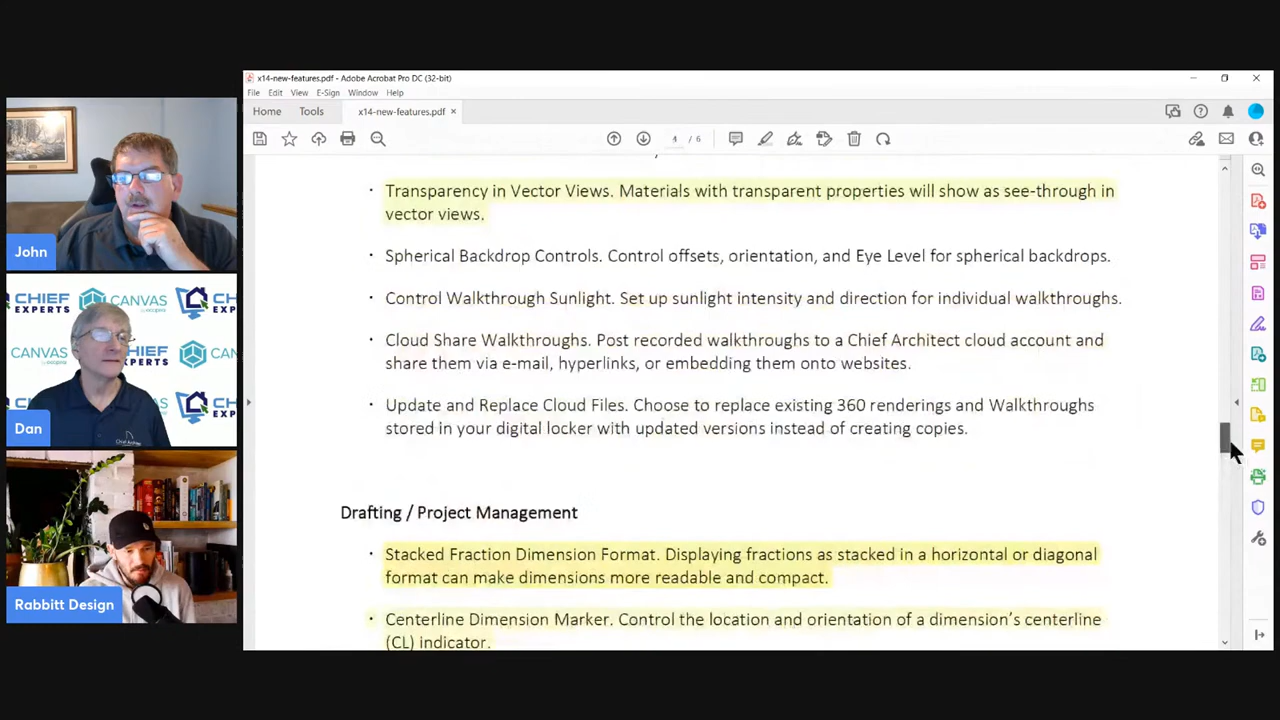 x14-new-features.pdf - Adobe Acrobat Pro DC (32-bit)
File Edit View E-Sign Window Help
Home Tools x14-new-features.pdf ×
4 / 6
· Transparency in Vector Views. Materials with transparent properties will show as see-through in
vector views.
· Spherical Backdrop Controls. Control offsets, orientation, and Eye Level for spherical backdrops.
· Control Walkthrough Sunlight. Set up sunlight intensity and direction for individual walkthroughs.
· Cloud Share Walkthroughs. Post recorded walkthroughs to a Chief Architect cloud account and
share them via e-mail, hyperlinks, or embedding them onto websites.
· Update and Replace Cloud Files. Choose to replace existing 360 renderings and Walkthroughs
stored in your digital locker with updated versions instead of creating copies.
Drafting / Project Management
· Stacked Fraction Dimension Format. Displaying fractions as stacked in a horizontal or diagonal
format can make dimensions more readable and compact.
· Centerline Dimension Marker. Control the location and orientation of a dimension's centerline
(CL) indicator.
John
CHIEF EXPERTS
CANVAS
CHIEF EXPERTS
CANVAS
Dan
Rabbitt Design